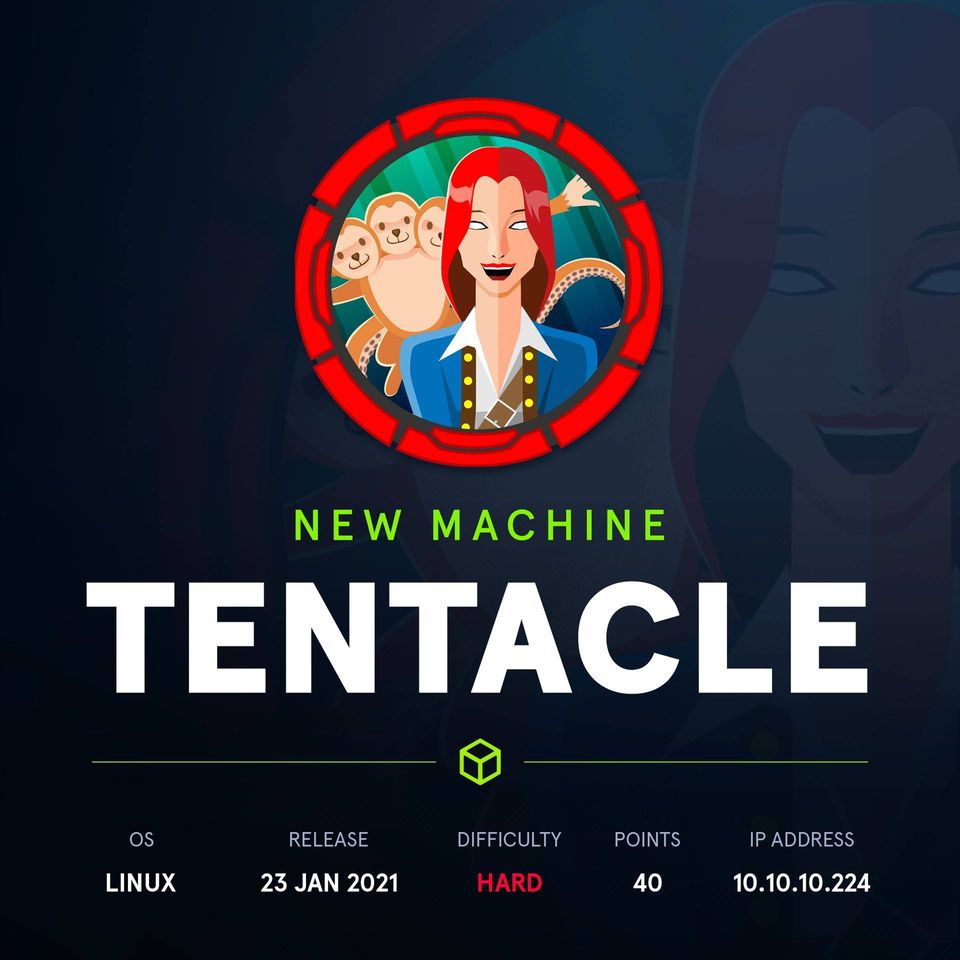 NEW MACHINE
TENTACLE
OS RELEASE DIFFICULTY POINTS IP ADDRESS
LINUX 23 JAN 2021 HARD 40 10.10.10.224